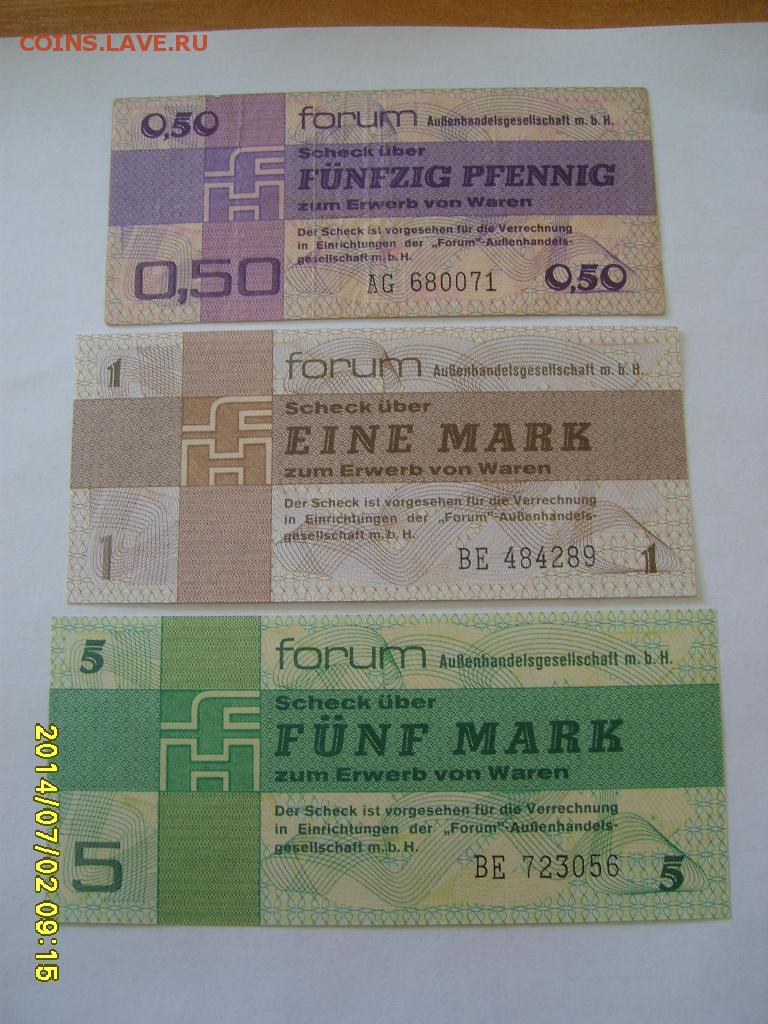 COINS.LAVE.RU
0,50
forum Außenhandelsgesellschaft m. b. H.
Scheck über
FÜNFZIG PFENNIG
zum Erwerb von Waren
Der Scheck ist vorgesehen für die Verrechnung
in Einrichtungen der „Forum"-Außenhandels-
gesellschaft m. b. H.
0,50
AG 680071
0,50
1
forum Außenhandelsgesellschaft m. b. H.
Scheck über
EINE MARK
zum Erwerb von Waren
Der Scheck ist vorgesehen für die Verrechnung
in Einrichtungen der „Forum"-Außenhandels-
gesellschaft m. b. H.
1
BE 484289
1
5
forum Außenhandelsgesellschaft m. b. H.
Scheck über
FÜNF MARK
zum Erwerb von Waren
Der Scheck ist vorgesehen für die Verrechnung
in Einrichtungen der „Forum"-Außenhandels-
gesellschaft m. b. H.
5
BE 723056
5
2014/07/02 09:15